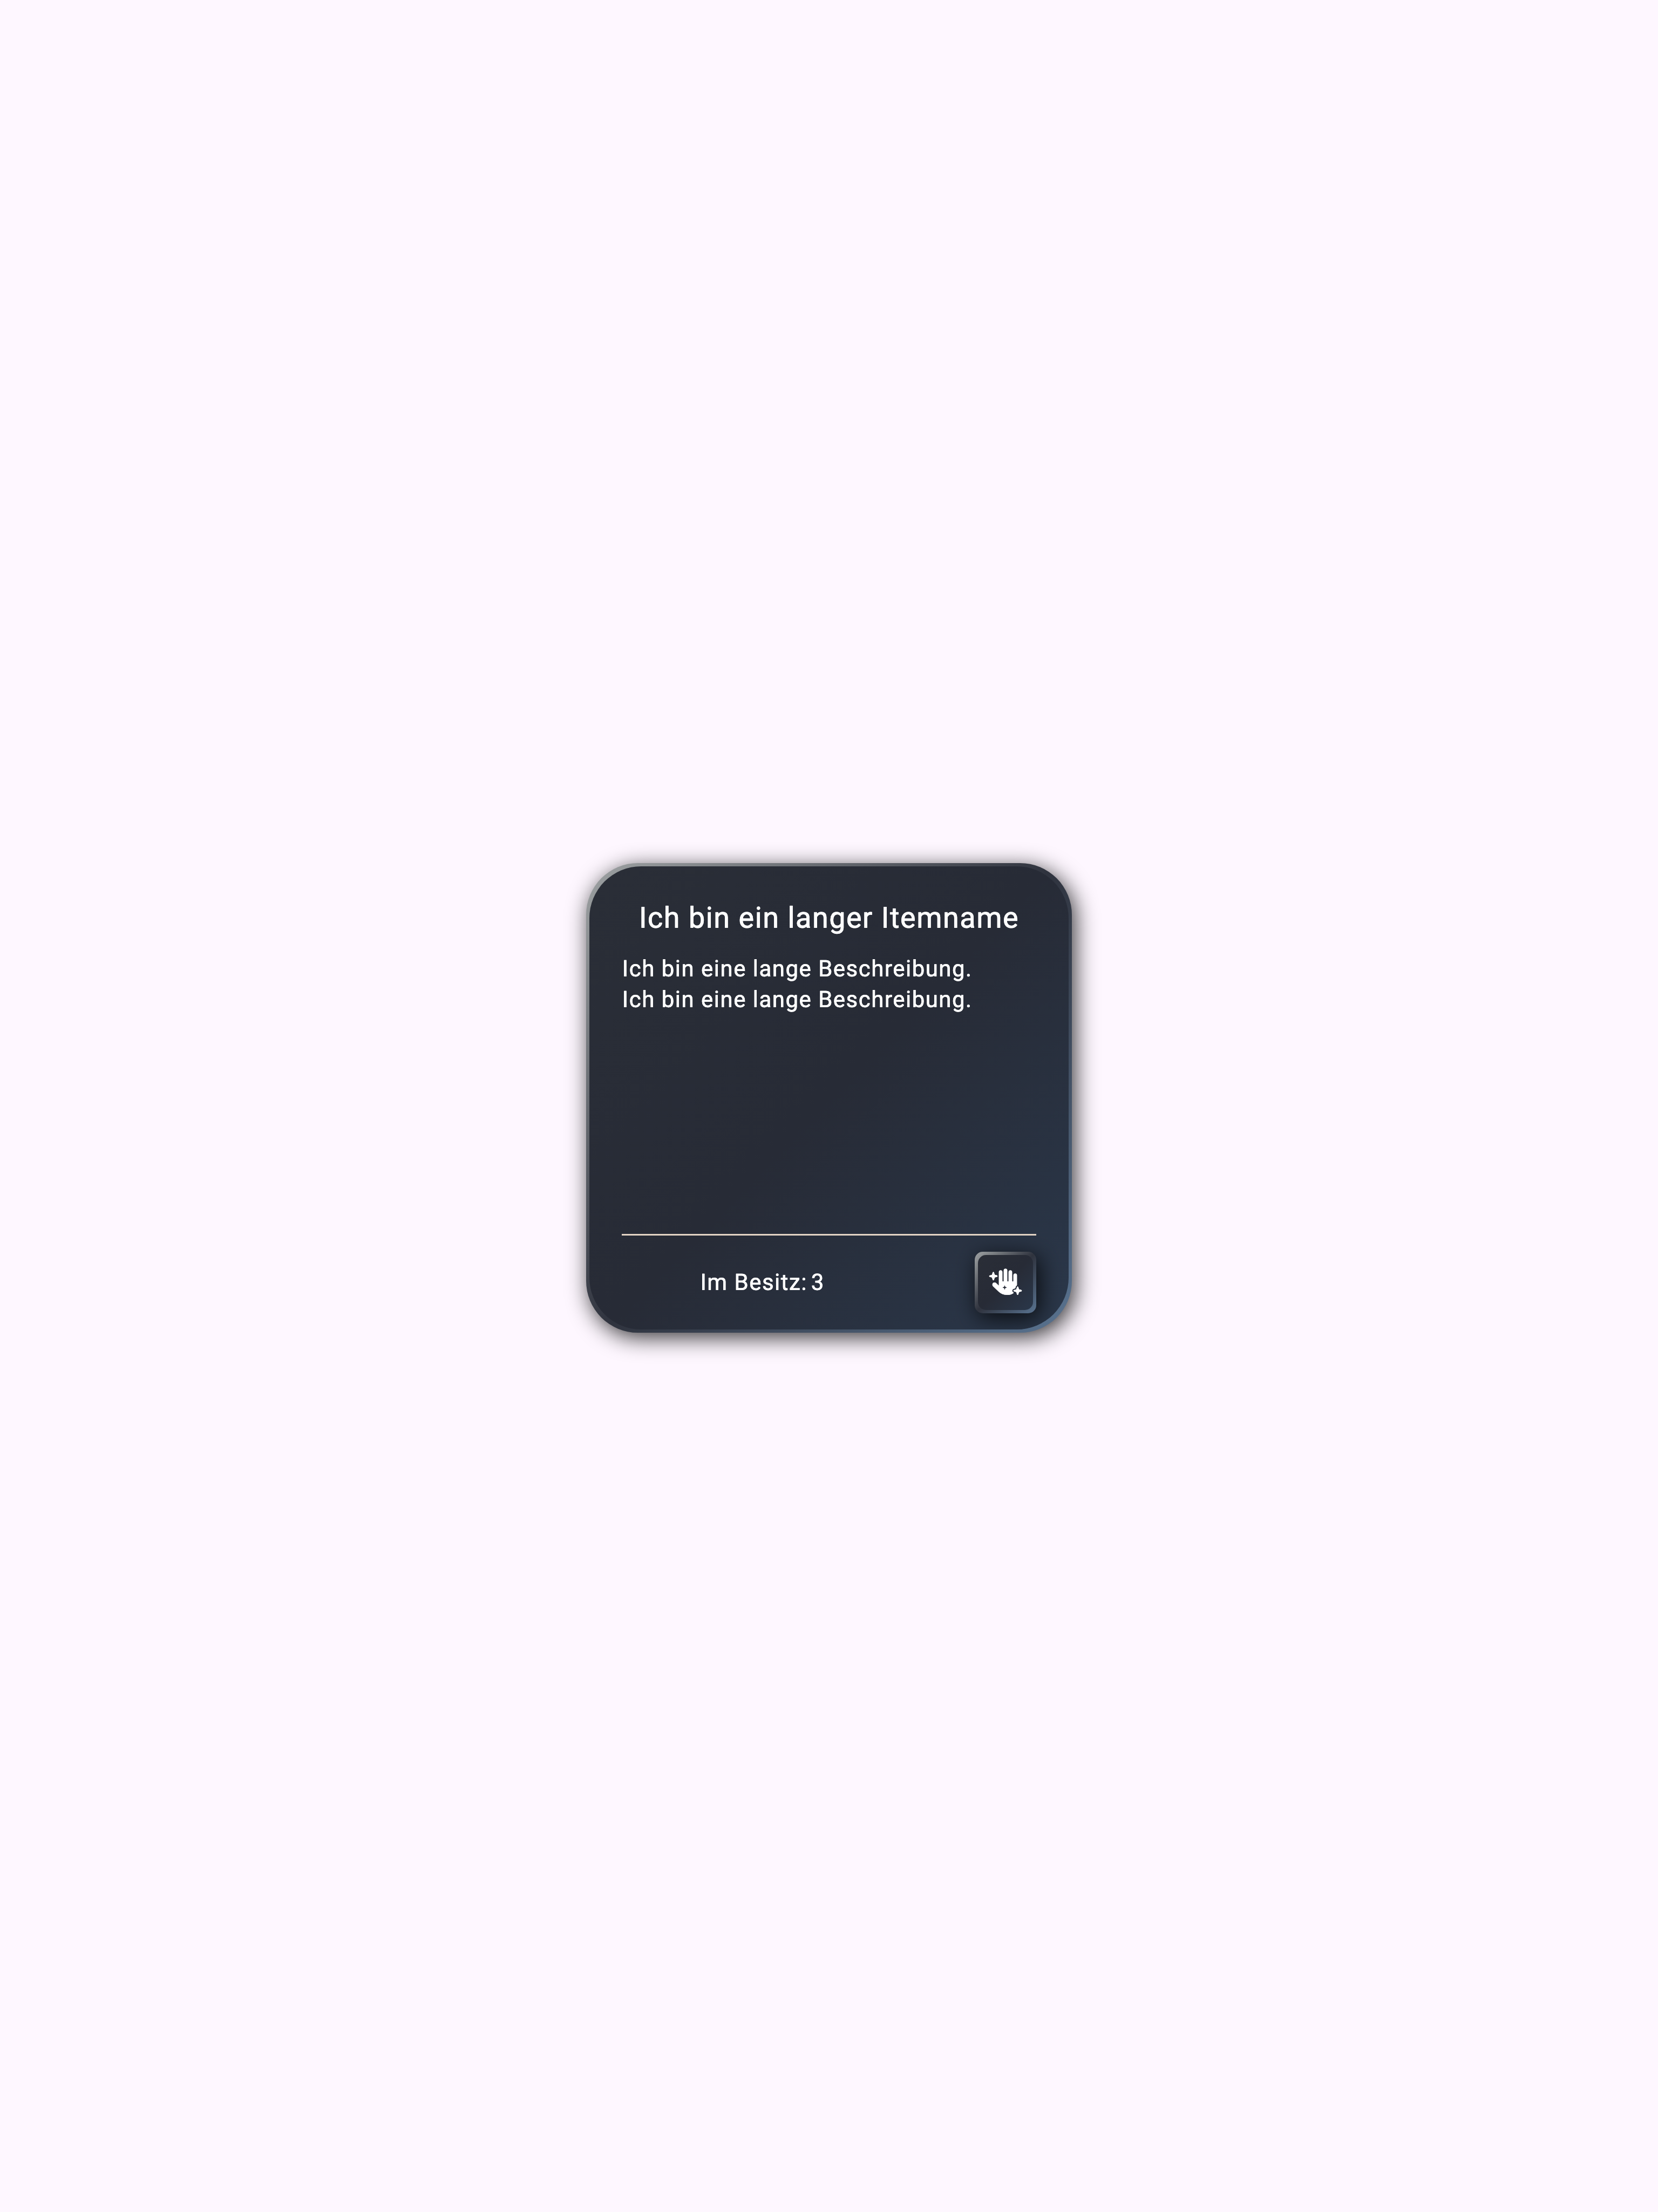 Ich bin ein langer Itemname
Ich bin eine lange Beschreibung.
Ich bin eine lange Beschreibung.
Im Besitz: 3